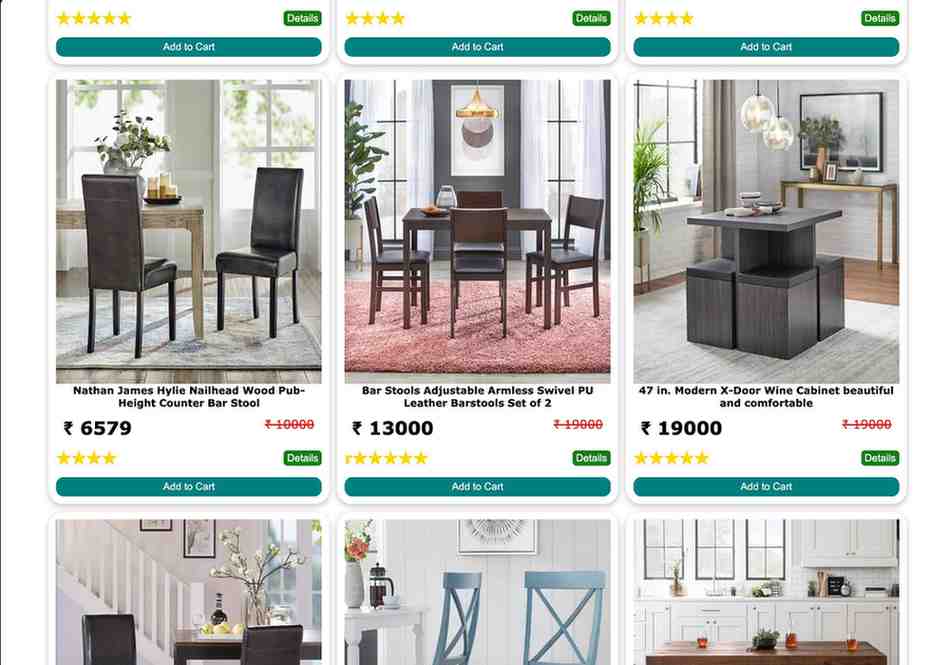 Details
Details
Details
Add to Cart
Add to Cart
Add to Cart
Nathan James Hylie Nailhead Wood Pub-
Height Counter Bar Stool
₹ 6579
₹ 10000
Details
Add to Cart
Bar Stools Adjustable Armless Swivel PU
Leather Barstools Set of 2
₹ 13000
₹ 19000
Details
Add to Cart
47 in. Modern X-Door Wine Cabinet beautiful
and comfortable
₹ 19000
₹ 19000
Details
Add to Cart